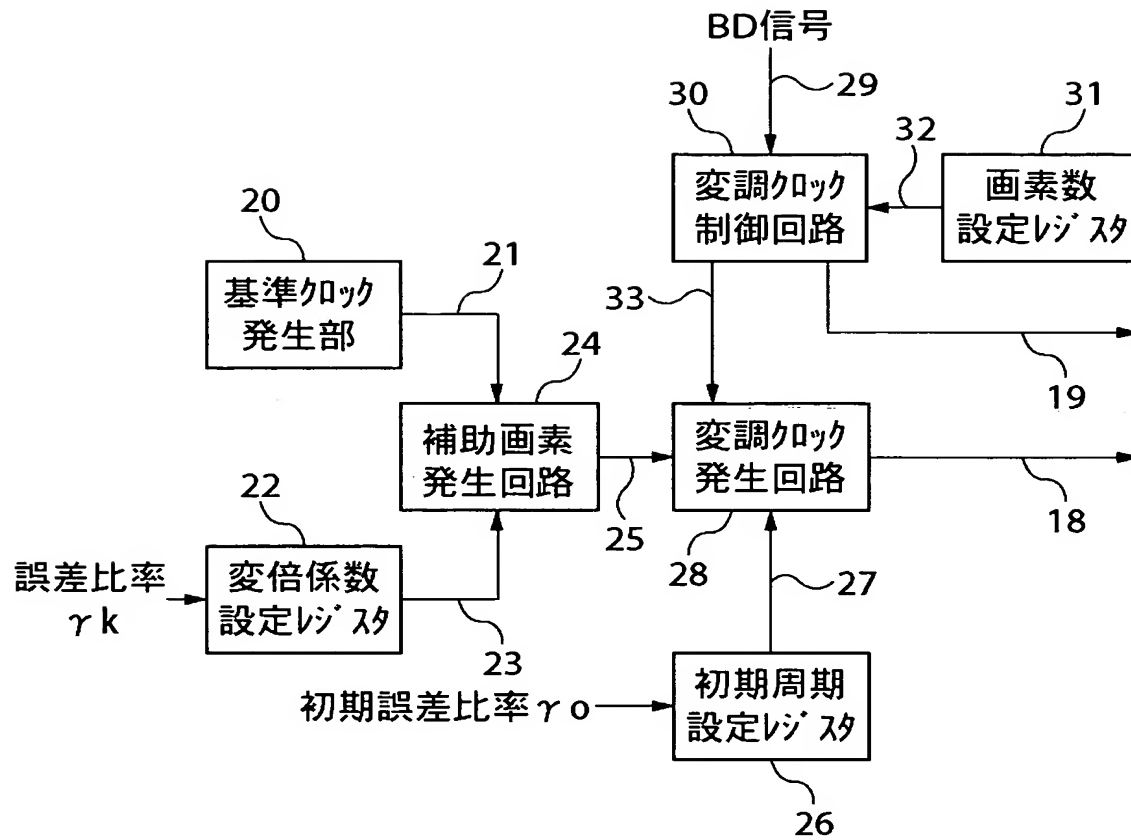 BD信号
29
30
変調クロック
制御回路
32
31
画素数
設定レジスタ
20
基準クロック
発生部
21
33
19
24
補助画素
発生回路
25
変調クロック
発生回路
28
18
22
誤差比率
γk
変倍係数
設定レジスタ
23
27
初期誤差比率γo
初期周期
設定レジスタ
26